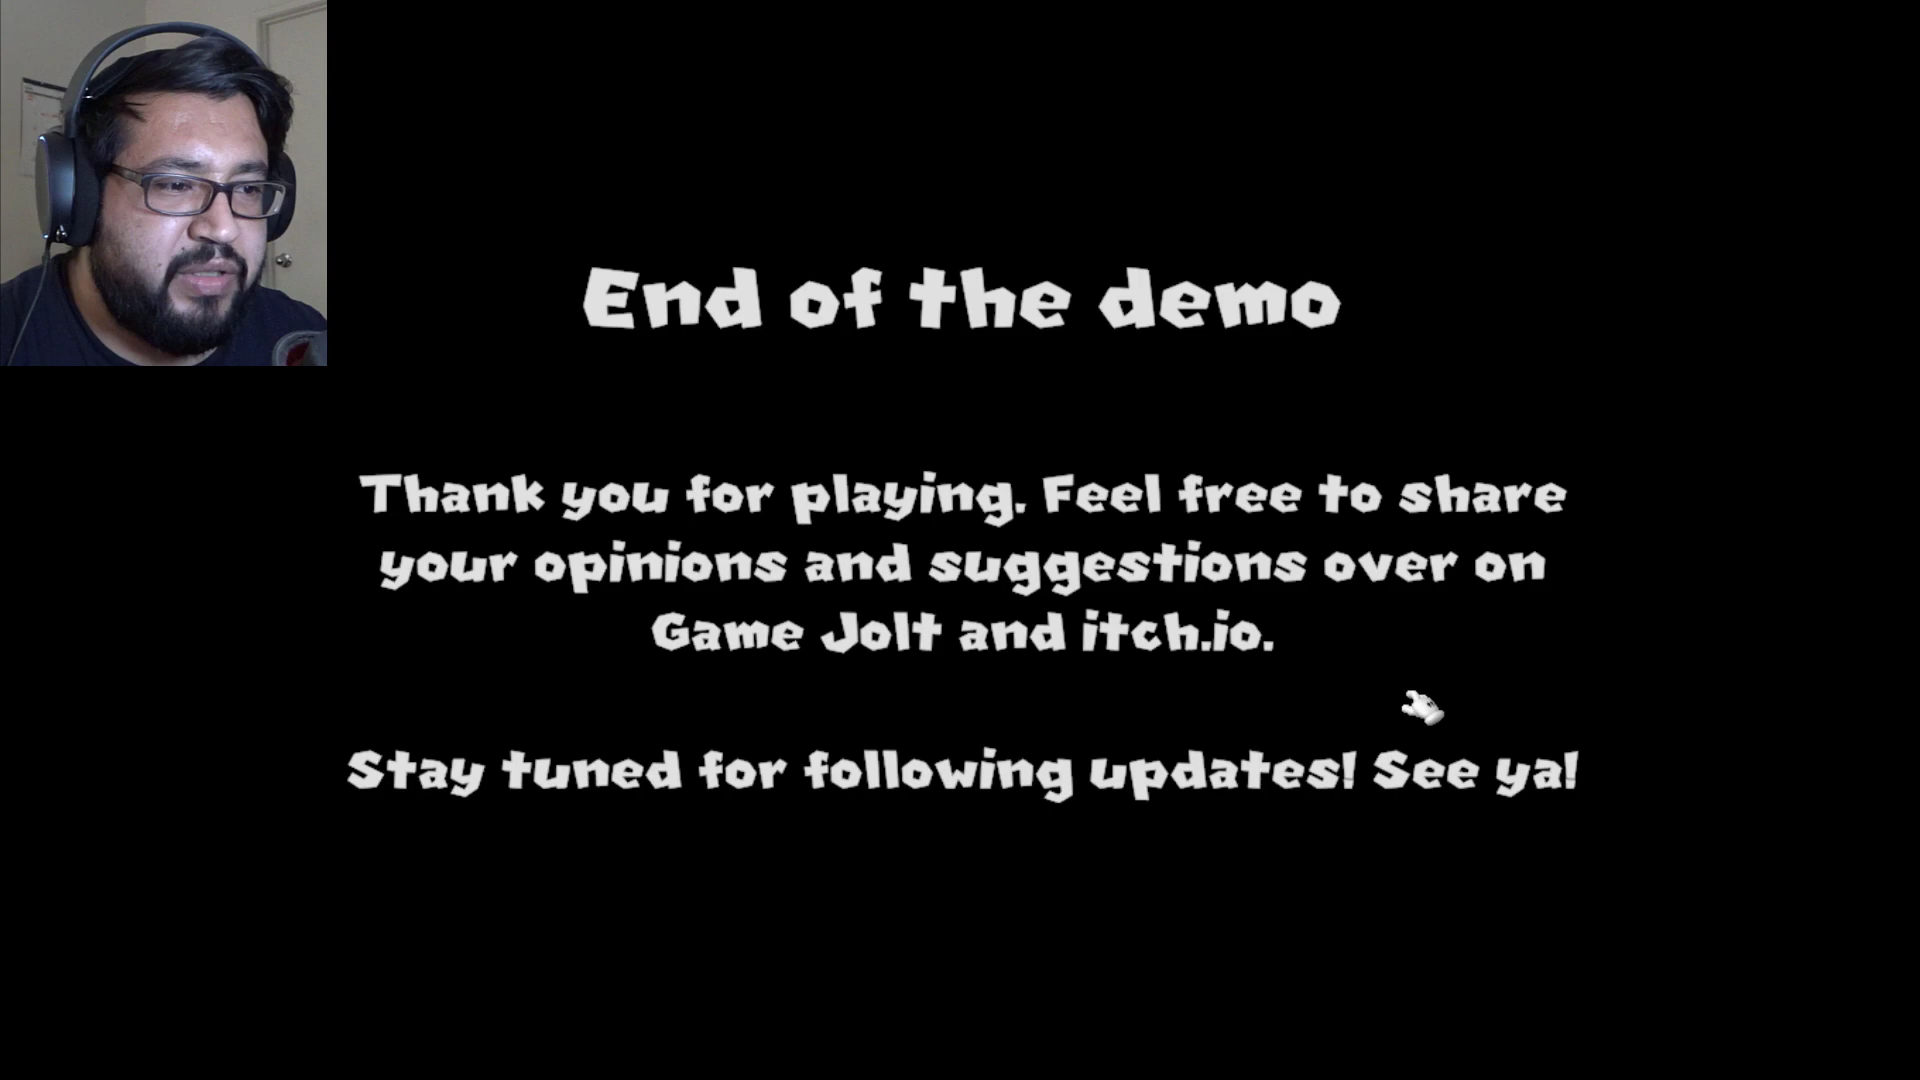 End of the demo
Thank you for playing. Feel free to share
your opinions and suggestions over on
Game Jolt and itch.io.
Stay tuned for following updates! See ya!